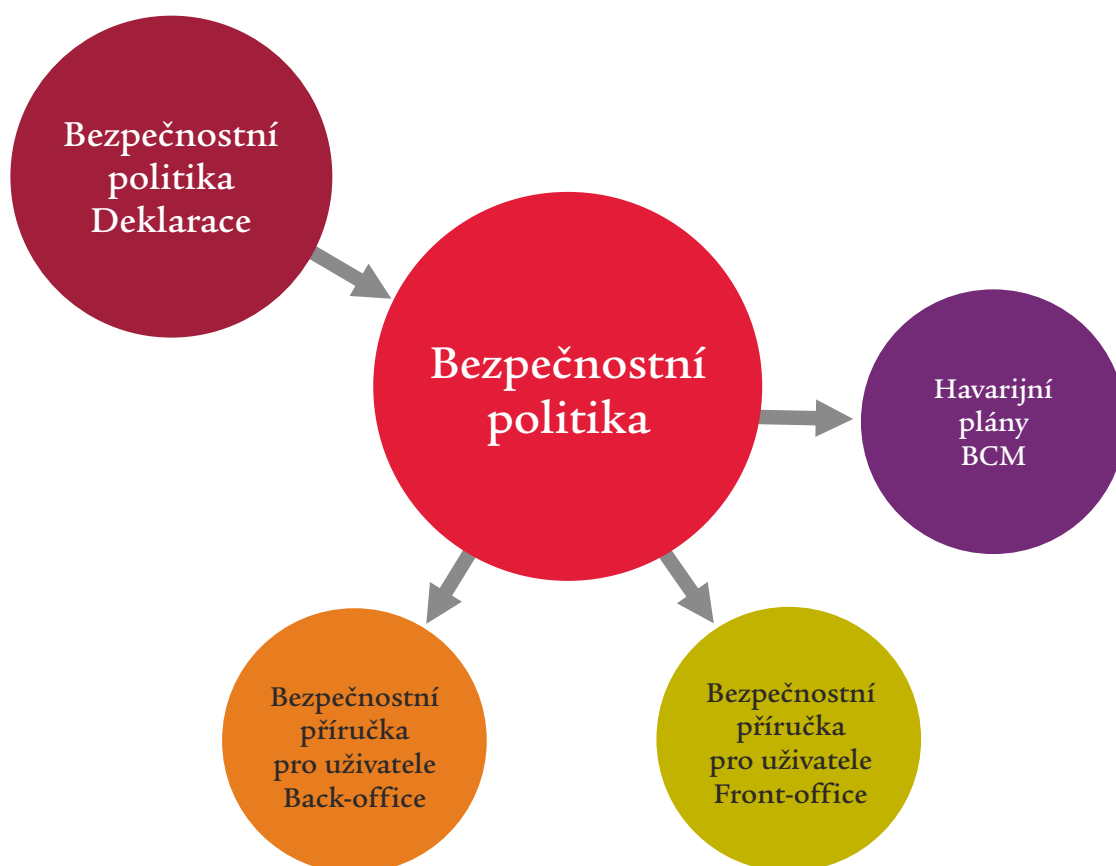 Bezpečnostní
politika
Deklarace
Bezpečnostní
politika
Havarijní
plány
BCM
Bezpečnostní
příručka
pro uživatele
Back-office
Bezpečnostní
příručka
pro uživatele
Front-office